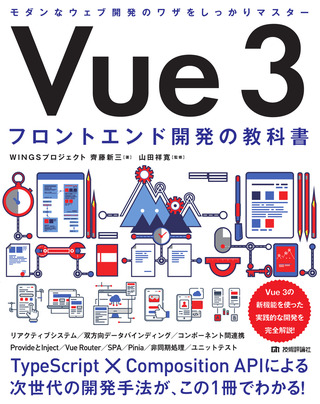 モダンなウェブ開発のワザをしっかりマスター
Vue 3
フロントエンド開発の教科書
WINGSプロジェクト 齊藤新三[著] 山田祥寛[監修]
Vue 3の
新機能を使った
実践的な開発を
完全解説!
リアクティブシステム/双方向データバインディング/コンポーネント間連携
ProvideとInject/Vue Router/SPA/Pinia/非同期処理/ユニットテスト
技術評論社
TypeScript × Composition APIによる
次世代の開発手法が、この1冊でわかる!